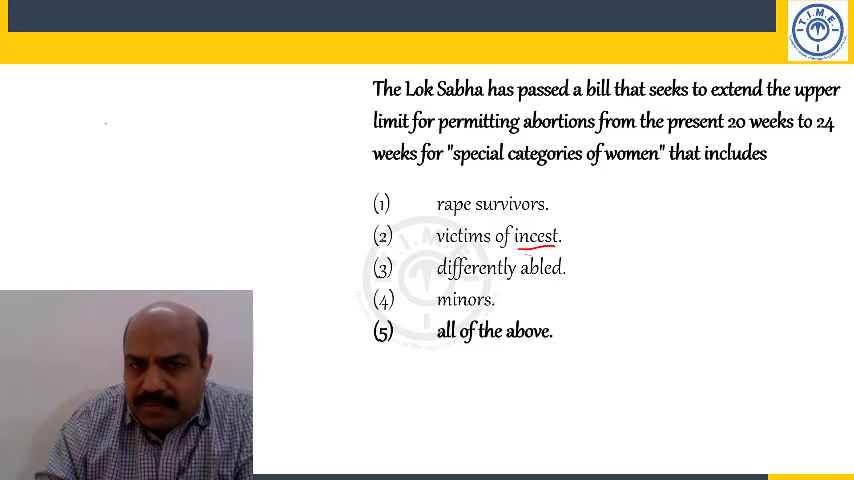 T.I.M.E.
The Lok Sabha has passed a bill that seeks to extend the upper
limit for permitting abortions from the present 20 weeks to 24
weeks for "special categories of women" that includes
(1) rape survivors.
(2) victims of incest.
(3) differently abled.
(4) minors.
(5) all of the above.